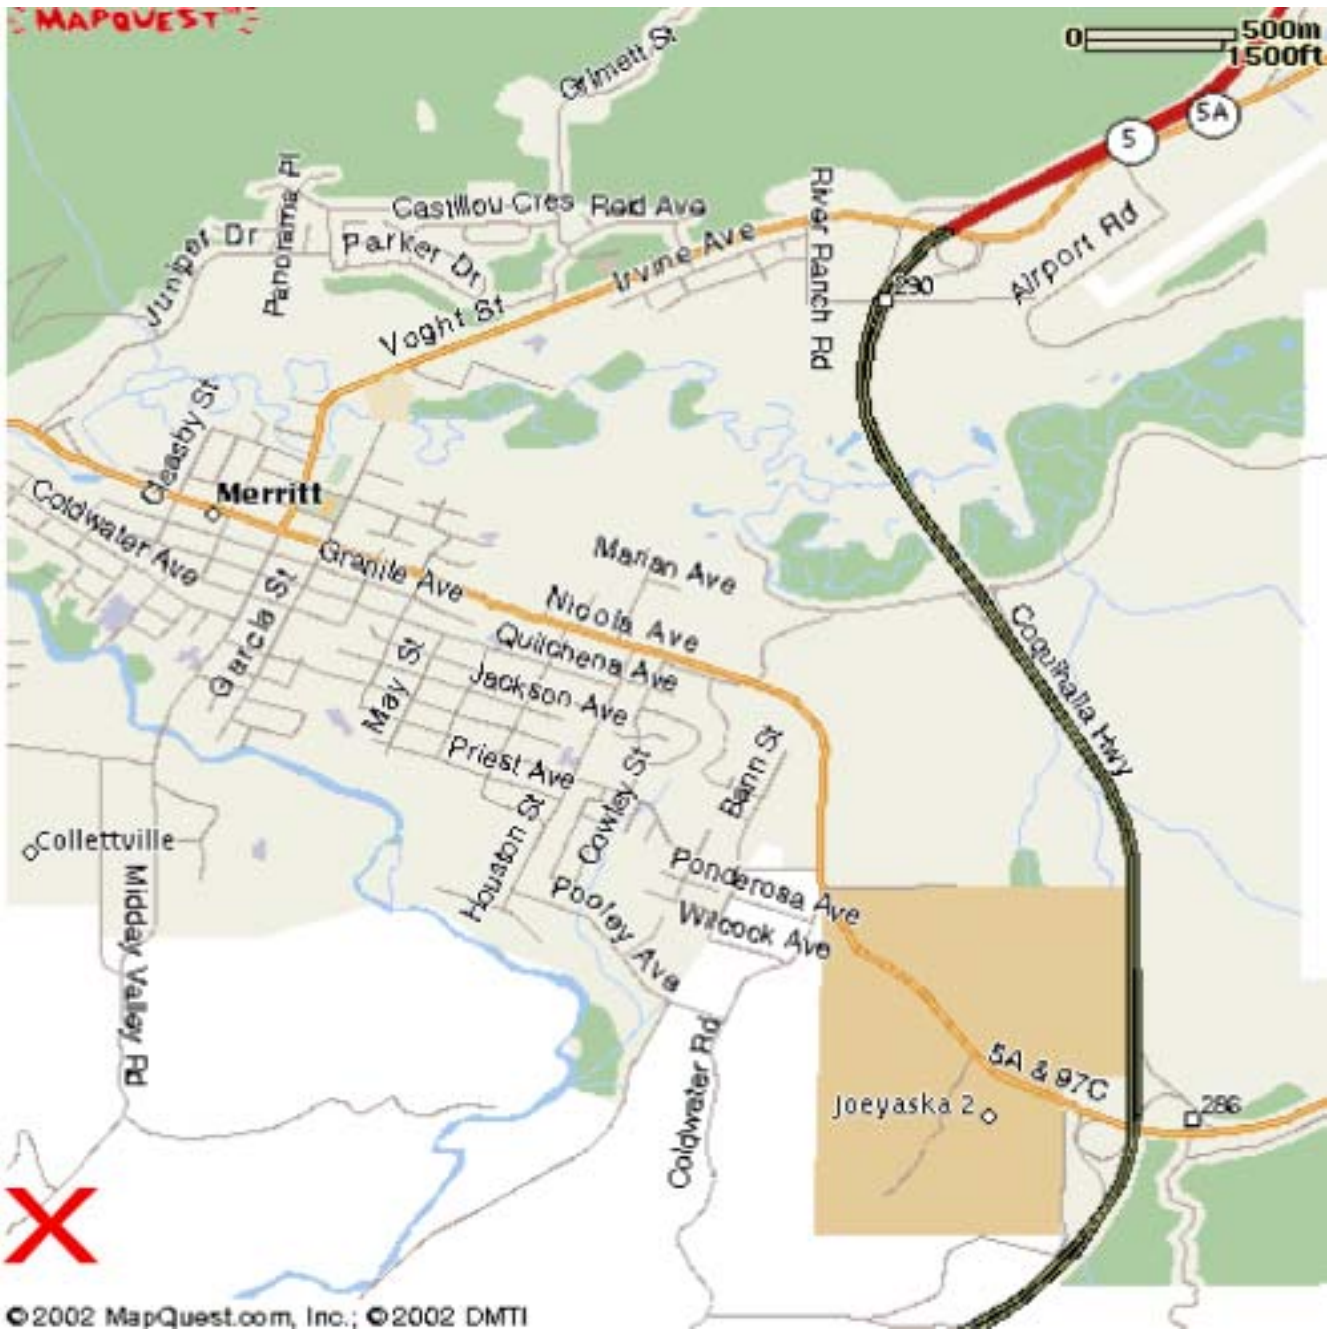 MAPQUEST
0 500m
1500ft
Grimett St
5A
5
Panorama Pl
River Ranch Rd
Castillou Cres
Reid Ave
Airport Rd
Juniper Dr
Parker Dr
Irvine Ave
290
Voght St
Gleasby St
Merritt
Coldwater Ave
Granite Ave
Marian Ave
Nicola Ave
Garcia St
Quilchena Ave
Coquihalla Hwy
May St
Jackson Ave
Priest Ave
Bann St
Cowley St
Houston St
Collettville
Midday Valley Rd
Ponderosa Ave
Pooley Ave
Wilcock Ave
Coldwater Rd
5A & 97C
Joeyaska 2
286
X
©2002 MapQuest.com, Inc.; ©2002 DMTI